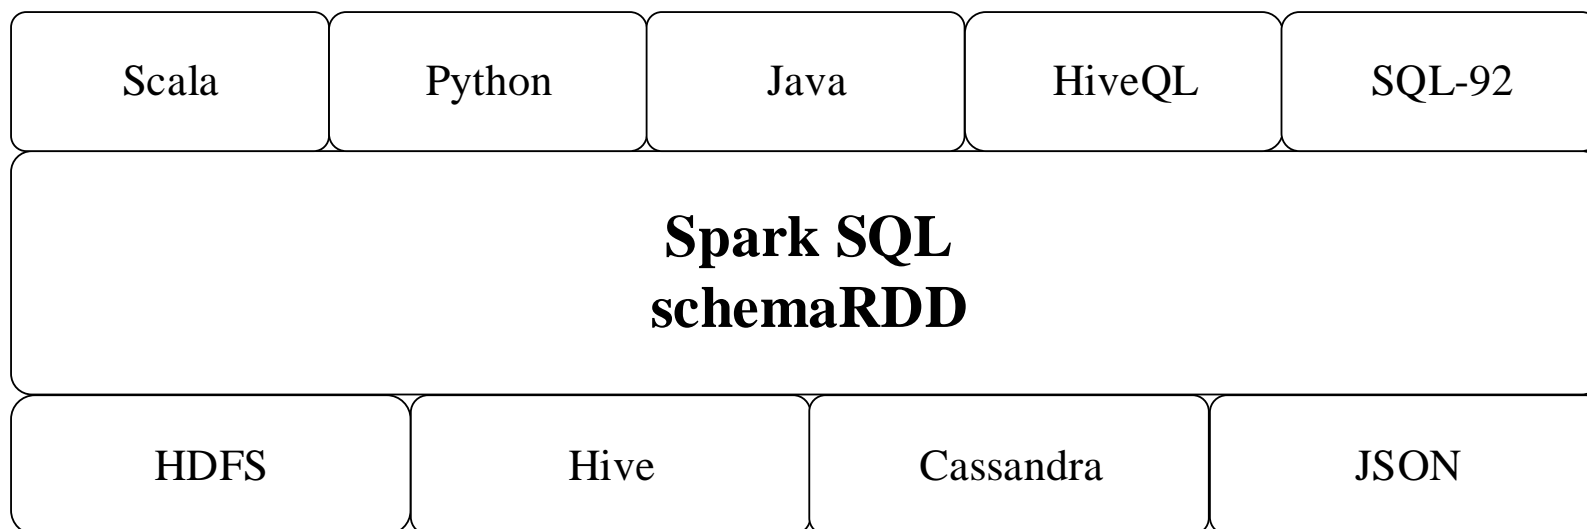 Scala Python Java HiveQL SQL-92
Spark SQL
schemaRDD
HDFS Hive Cassandra JSON